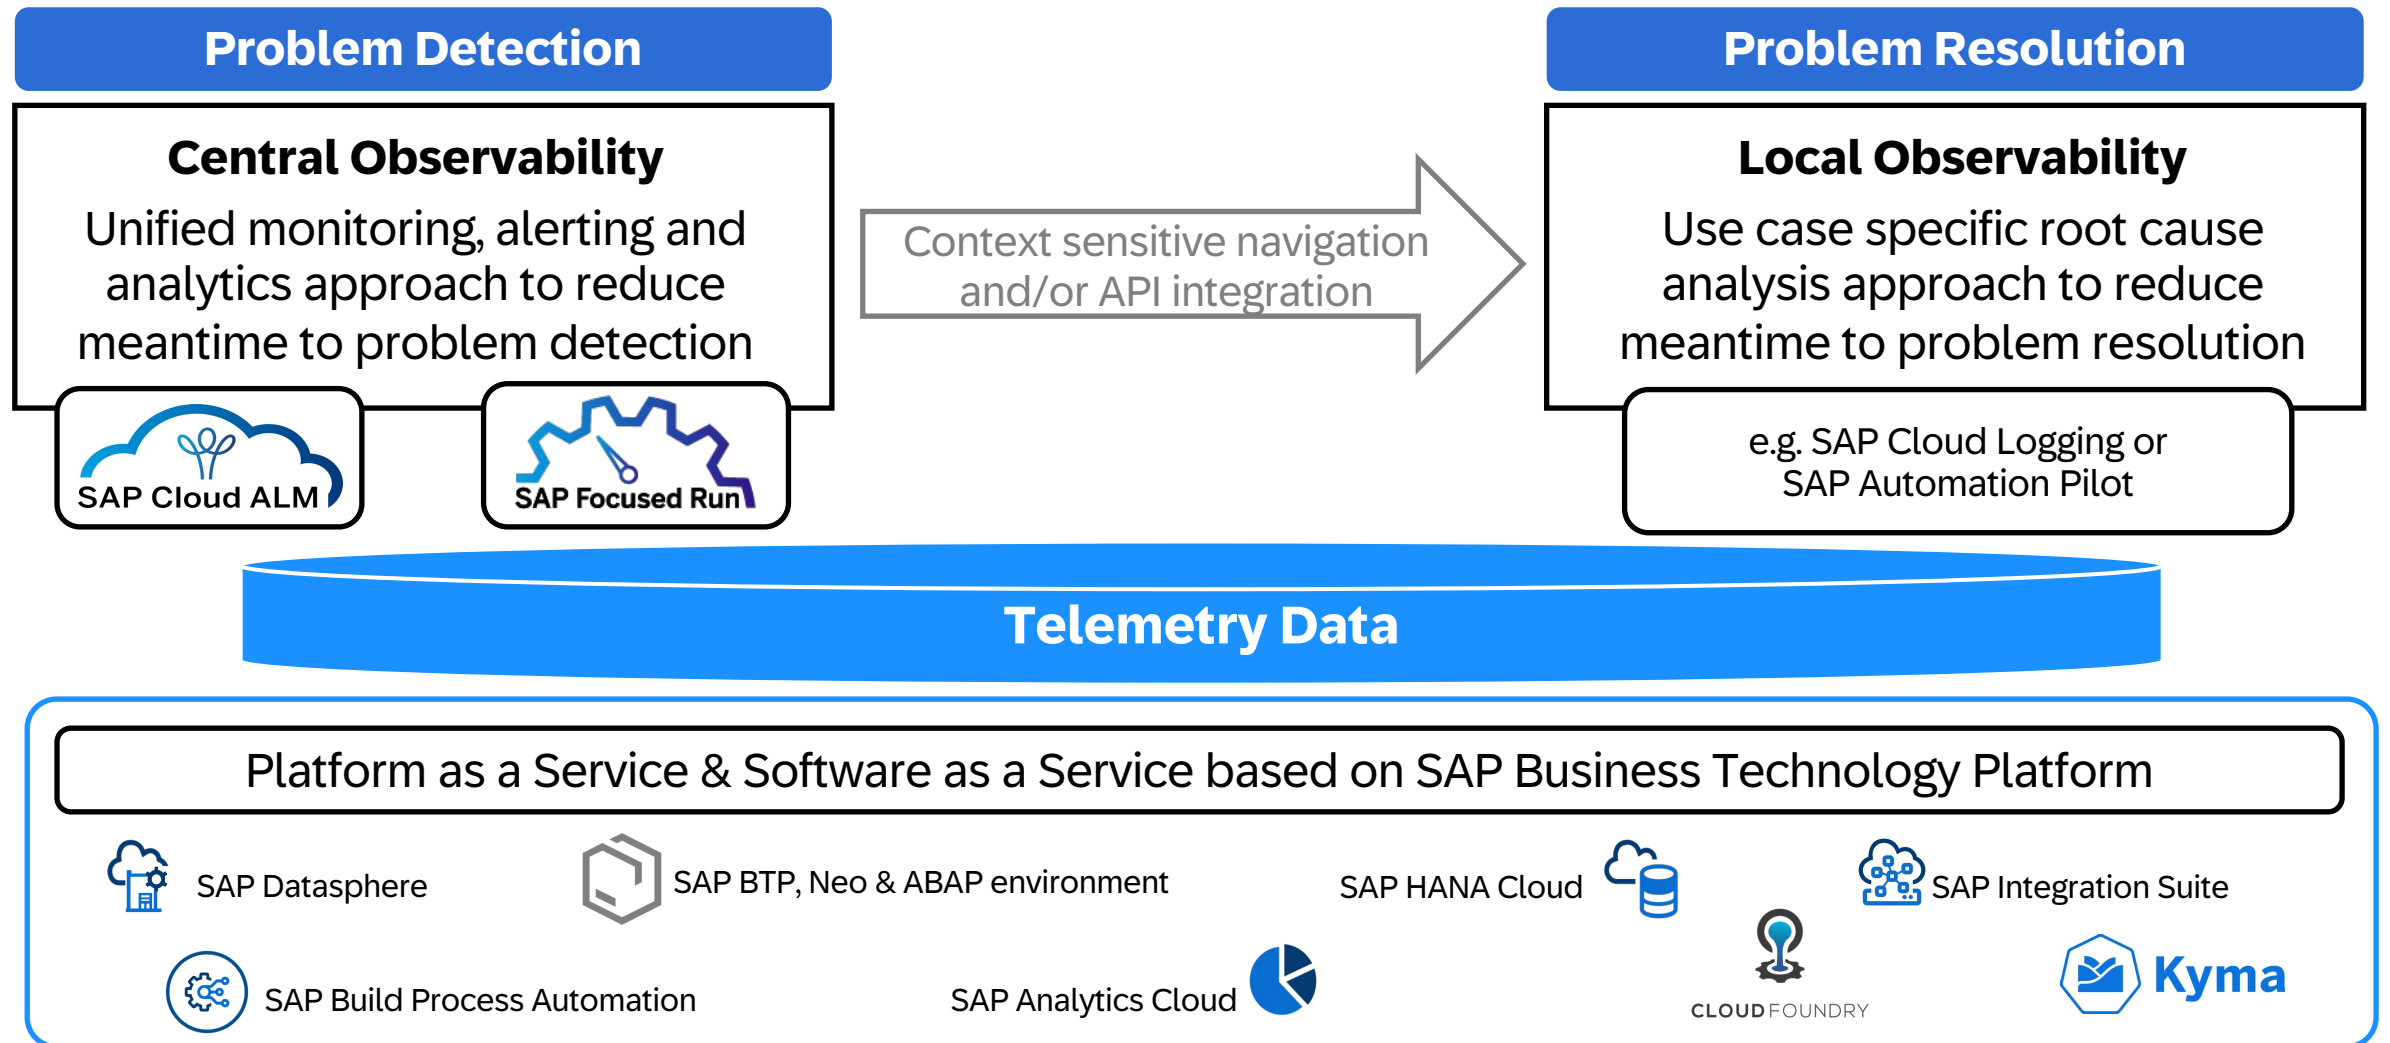 Problem Detection
Central Observability
Unified monitoring, alerting and
analytics approach to reduce
meantime to problem detection
SAP Cloud ALM
SAP Focused Run
Context sensitive navigation
and/or API integration
Problem Resolution
Local Observability
Use case specific root cause
analysis approach to reduce
meantime to problem resolution
e.g. SAP Cloud Logging or
SAP Automation Pilot
Telemetry Data
Platform as a Service & Software as a Service based on SAP Business Technology Platform
SAP Datasphere
SAP BTP, Neo & ABAP environment
SAP HANA Cloud
SAP Integration Suite
SAP Build Process Automation
SAP Analytics Cloud
CLOUD FOUNDRY
Kyma